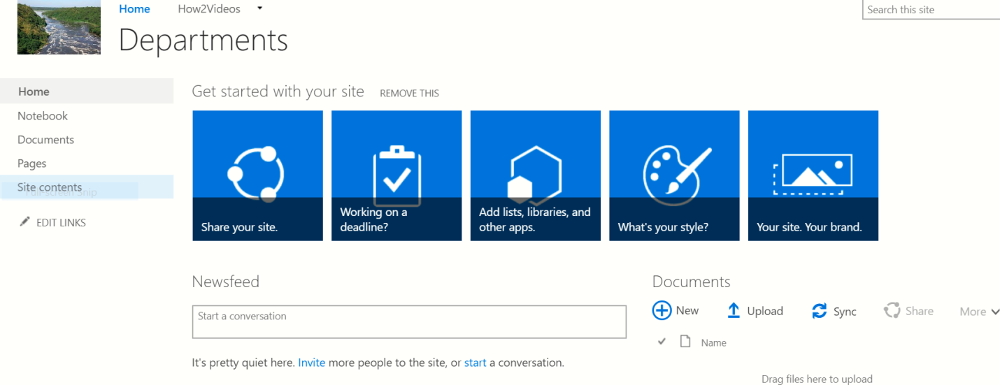 Home How2Videos
Search this site
Departments
Home
Notebook
Documents
Pages
Site contents
Full-screen Snip
EDIT LINKS
Get started with your site REMOVE THIS
Share your site.
Working on a
deadline?
Add lists, libraries, and
other apps.
What's your style?
Your site. Your brand.
Newsfeed
Start a conversation
It's pretty quiet here. Invite more people to the site, or start a conversation.
Documents
New Upload Sync Share More
Name
Drag files here to upload